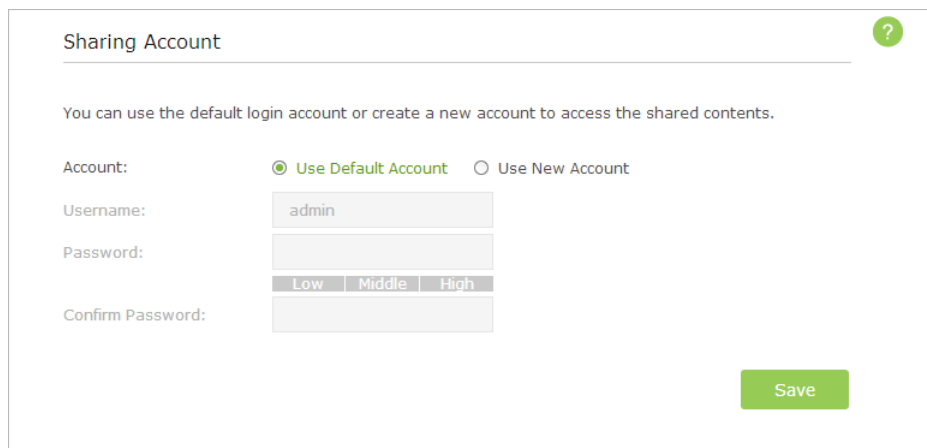 Sharing Account
?
You can use the default login account or create a new account to access the shared contents.
Account: Use Default Account Use New Account
Username: admin
Password:
Low Middle High
Confirm Password:
Save